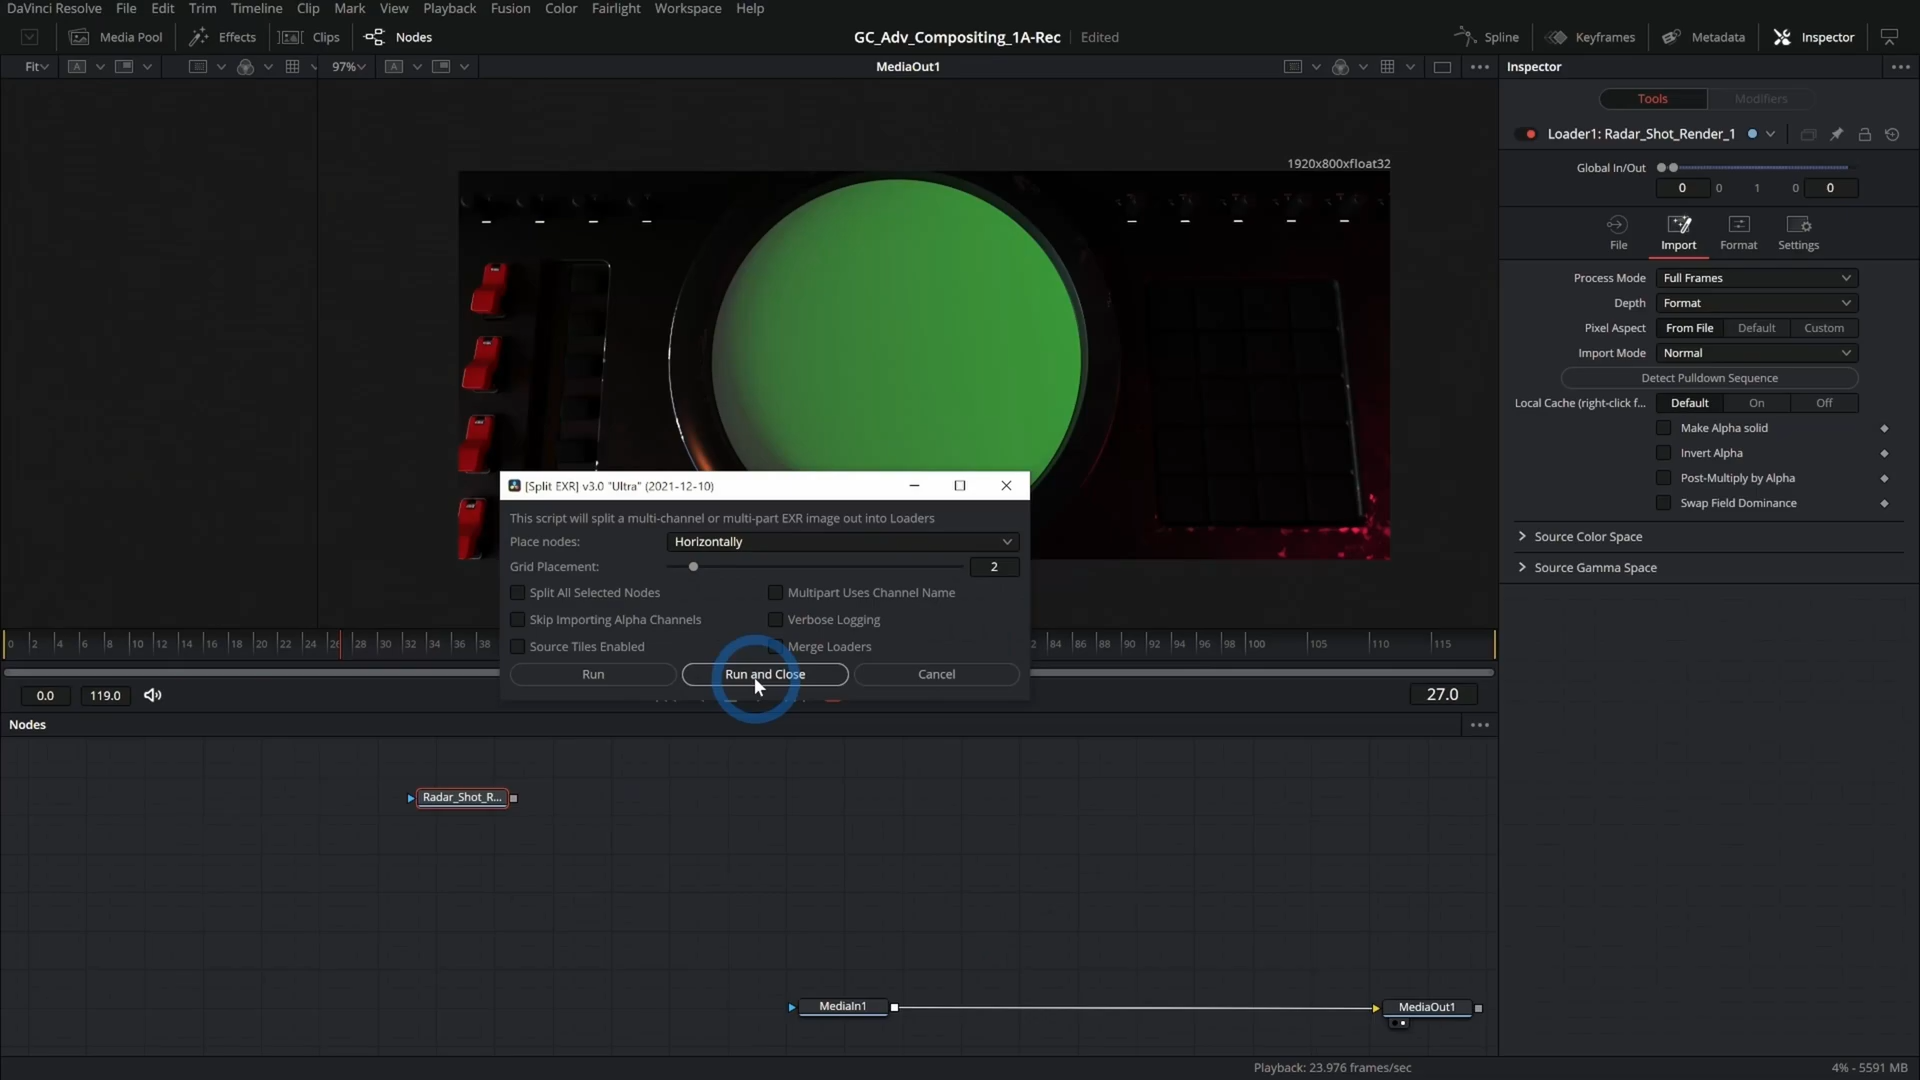 DaVinci Resolve File Edit Trim Timeline Clip Mark View Playback Fusion Color Fairlight Workspace Help
Media Pool Effects Clips Nodes GC_Adv_Compositing_1A-Rec Edited Spline Keyframes Metadata Inspector
Fit A 97% A MediaOut1 Inspector
Tools Modifiers
Loader1: Radar_Shot_Render_1
1920x800xfloat32
Global In/Out
0 0 1 0 0
File Import Format Settings
Process Mode Full Frames
Depth Format
Pixel Aspect From File Default Custom
Import Mode Normal
Detect Pulldown Sequence
Local Cache (right-click f... Default On Off
Make Alpha solid
Invert Alpha
Post-Multiply by Alpha
Swap Field Dominance
Source Color Space
Source Gamma Space
[Split EXR] v3.0 "Ultra" (2021-12-10)
This script will split a multi-channel or multi-part EXR image out into Loaders
Place nodes: Horizontally
Grid Placement: 2
Split All Selected Nodes Multipart Uses Channel Name
Skip Importing Alpha Channels Verbose Logging
Source Tiles Enabled Merge Loaders
Run Run and Close Cancel
0 2 4 6 8 10 12 14 16 18 20 22 24 28 30 32 34 36 38 84 86 88 90 92 94 96 98 100 105 110 115
0.0 119.0 27.0
Nodes
Radar_Shot_R...
MediaIn1 MediaOut1
Playback: 23.976 frames/sec 4% - 5591 MB